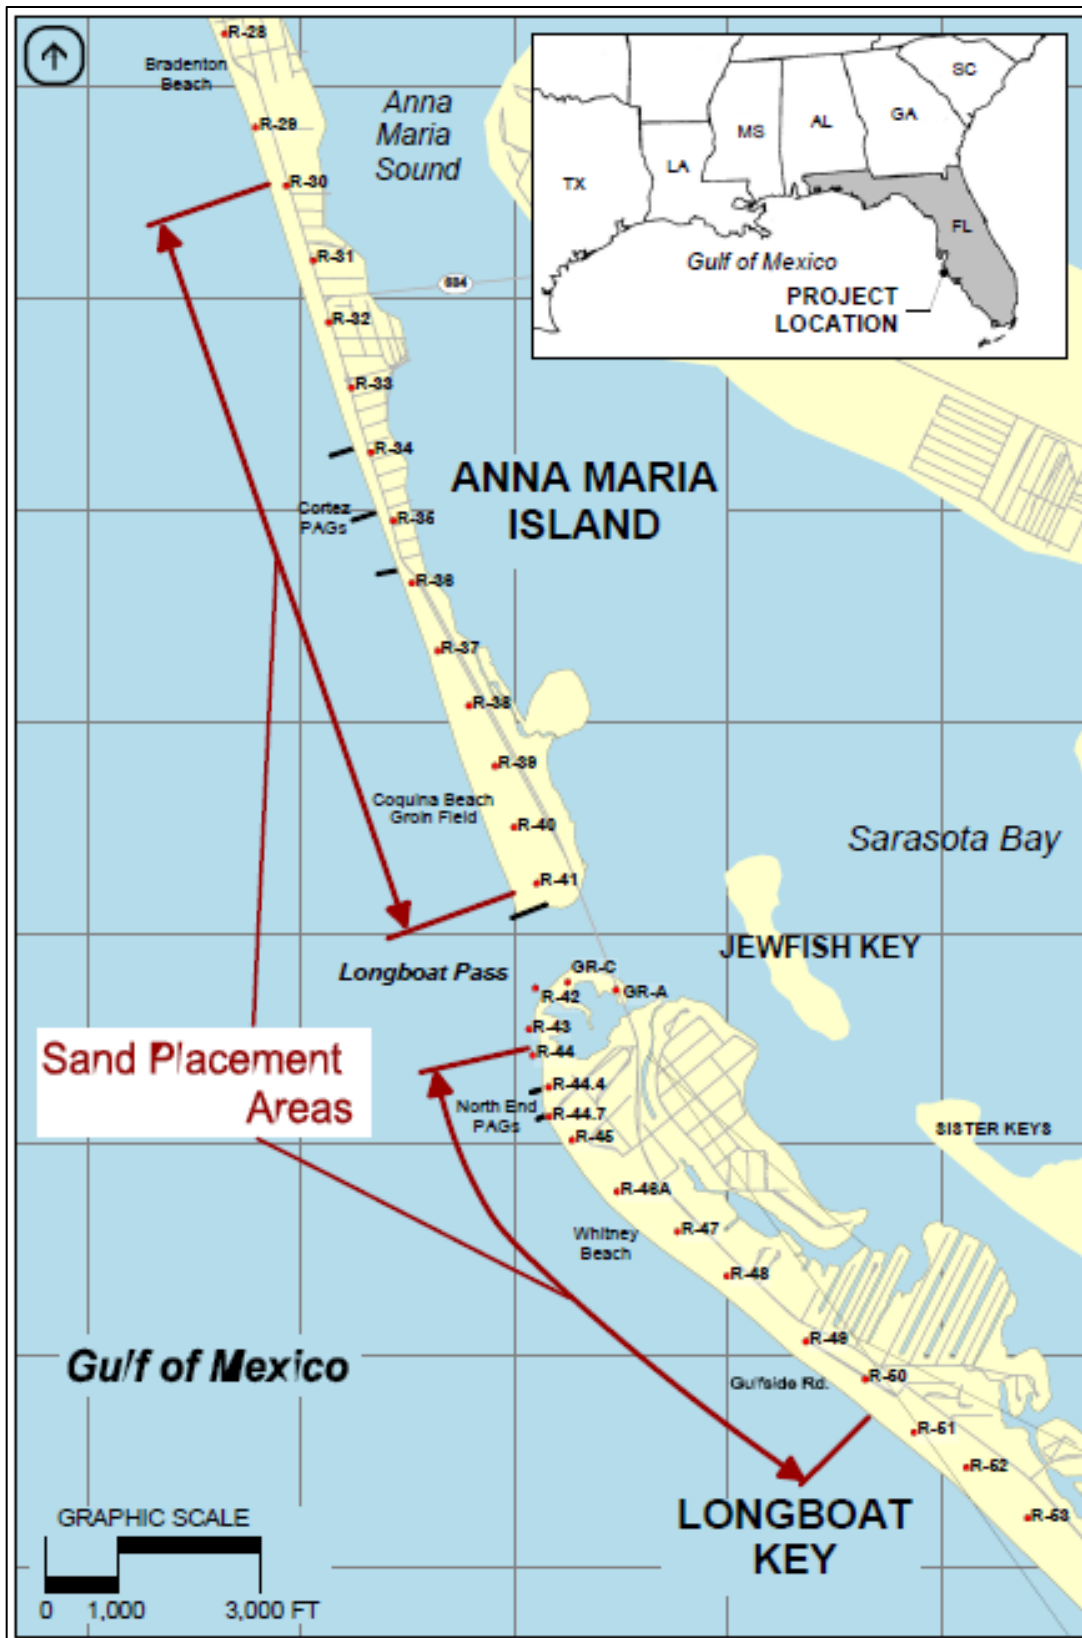 R-28
Bradenton
Beach
Anna
Maria
Sound
R-29
R-30
R-31
684
R-32
R-33
R-34
Cortez
PAGs
R-35
R-36
R-37
R-38
R-39
Coquina Beach
Groin Field
R-40
R-41
ANNA MARIA
ISLAND
SC
GA
AL
MS
LA
TX
FL
Gulf of Mexico
PROJECT
LOCATION
Sarasota Bay
JEWFISH KEY
Longboat Pass
GR-C
GR-A
R-42
R-43
R-44
Sand Placement
Areas
R-44.4
North End
PAGs
R-44.7
R-45
SISTER KEYS
R-46A
Whitney
Beach
R-47
R-48
R-49
Gulfside Rd.
R-50
R-51
R-52
R-53
Gulf of Mexico
LONGBOAT
KEY
GRAPHIC SCALE
0 1,000 3,000 FT